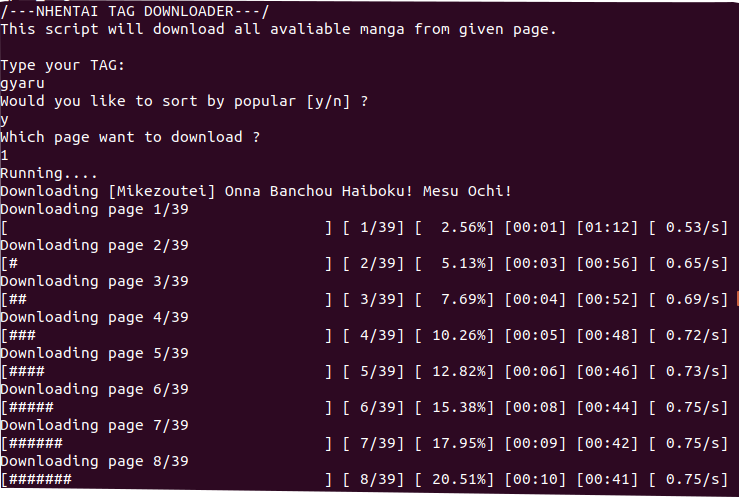 /---NHENTAI TAG DOWNLOADER---/
This script will download all avaliable manga from given page.
Type your TAG:
gyaru
Would you like to sort by popular [y/n] ?
y
Which page want to download ?
1
Running....
Downloading [Mikezoutei] Onna Banchou Haiboku! Mesu Ochi!
Downloading page 1/39
[                                   ] [ 1/39] [  2.56%] [00:01] [01:12] [ 0.53/s]
Downloading page 2/39
[#                                  ] [ 2/39] [  5.13%] [00:03] [00:56] [ 0.65/s]
Downloading page 3/39
[##                                 ] [ 3/39] [  7.69%] [00:04] [00:52] [ 0.69/s]
Downloading page 4/39
[###                                ] [ 4/39] [ 10.26%] [00:05] [00:48] [ 0.72/s]
Downloading page 5/39
[####                               ] [ 5/39] [ 12.82%] [00:06] [00:46] [ 0.73/s]
Downloading page 6/39
[#####                              ] [ 6/39] [ 15.38%] [00:08] [00:44] [ 0.75/s]
Downloading page 7/39
[######                             ] [ 7/39] [ 17.95%] [00:09] [00:42] [ 0.75/s]
Downloading page 8/39
[#######                            ] [ 8/39] [ 20.51%] [00:10] [00:41] [ 0.75/s]